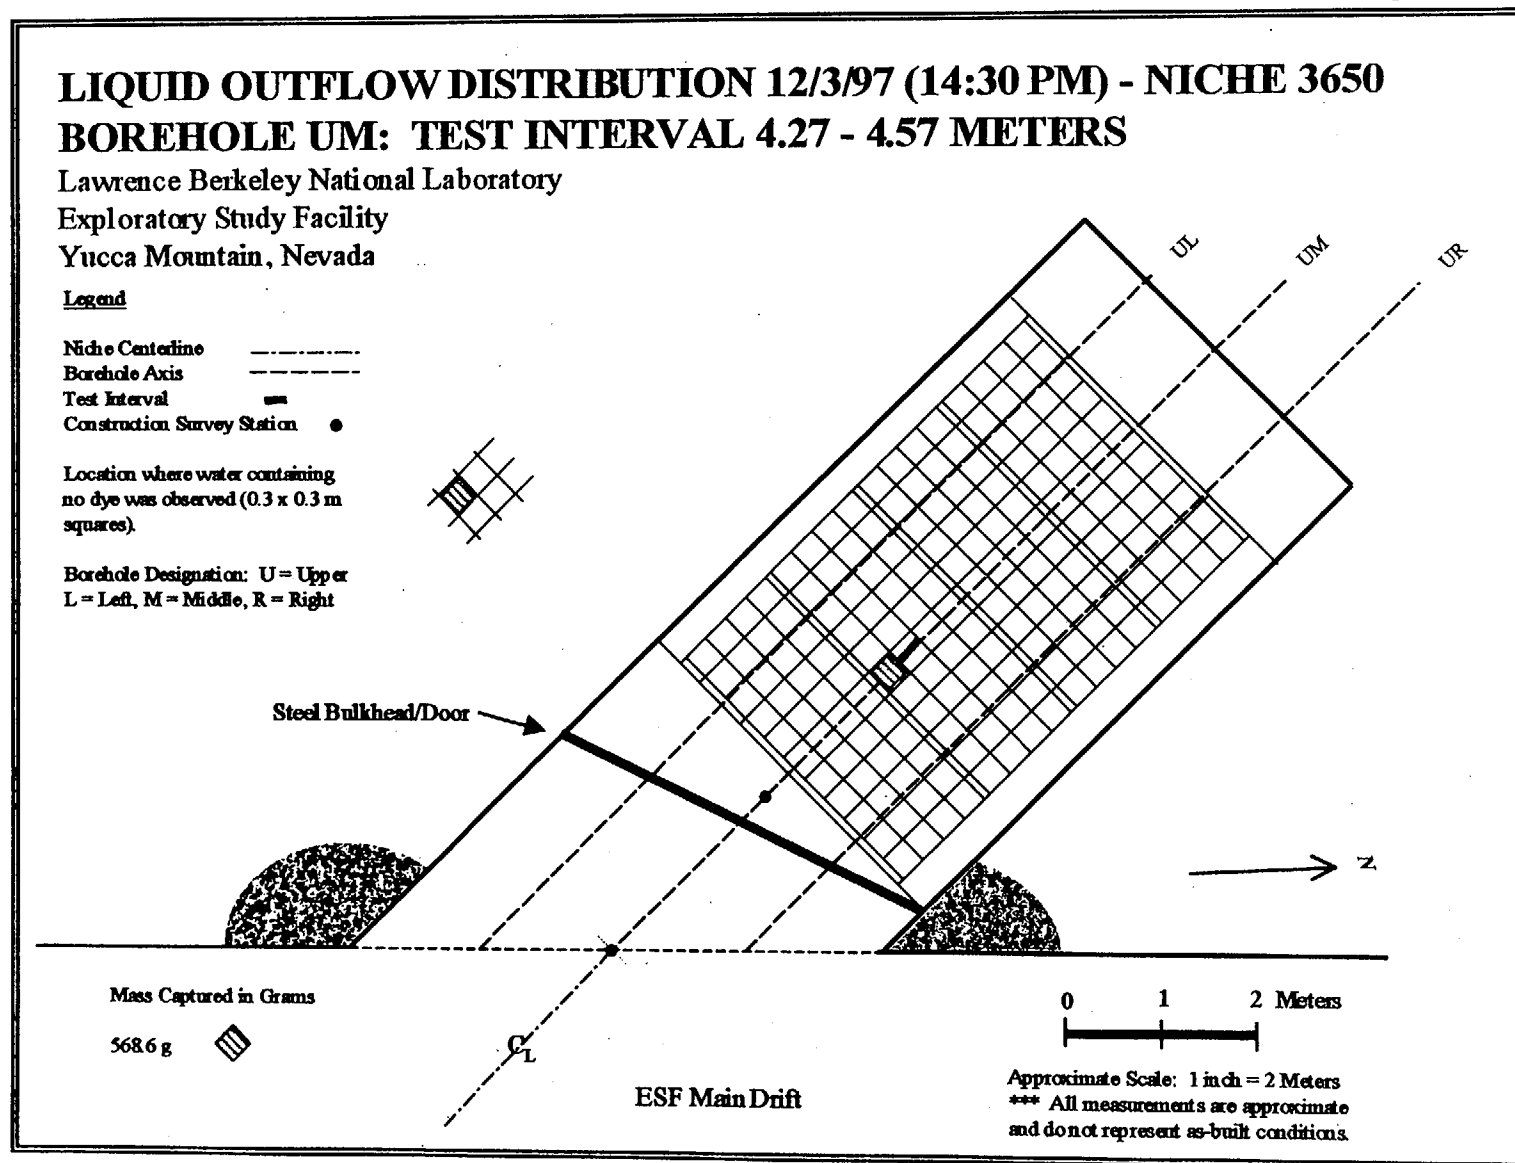 LIQUID OUTFLOW DISTRIBUTION 12/3/97 (14:30 PM) - NICHE 3650
BOREHOLE UM: TEST INTERVAL 4.27 - 4.57 METERS
Lawrence Berkeley National Laboratory
Exploratory Study Facility
Yucca Mountain, Nevada
Legend
Niche Centerline
Borehole Axis
Test Interval
Construction Survey Station
Location where water containing
no dye was observed (0.3 x 0.3 m
squares).
Borehole Designation: U = Upper
L = Left, M = Middle, R = Right
UL
UM
UR
Steel Bulkhead/Door
N
Mass Captured in Grams
568.6 g
CL
ESF Main Drift
0 1 2 Meters
Approximate Scale: 1 inch = 2 Meters
*** All measurements are approximate
and do not represent as-built conditions.